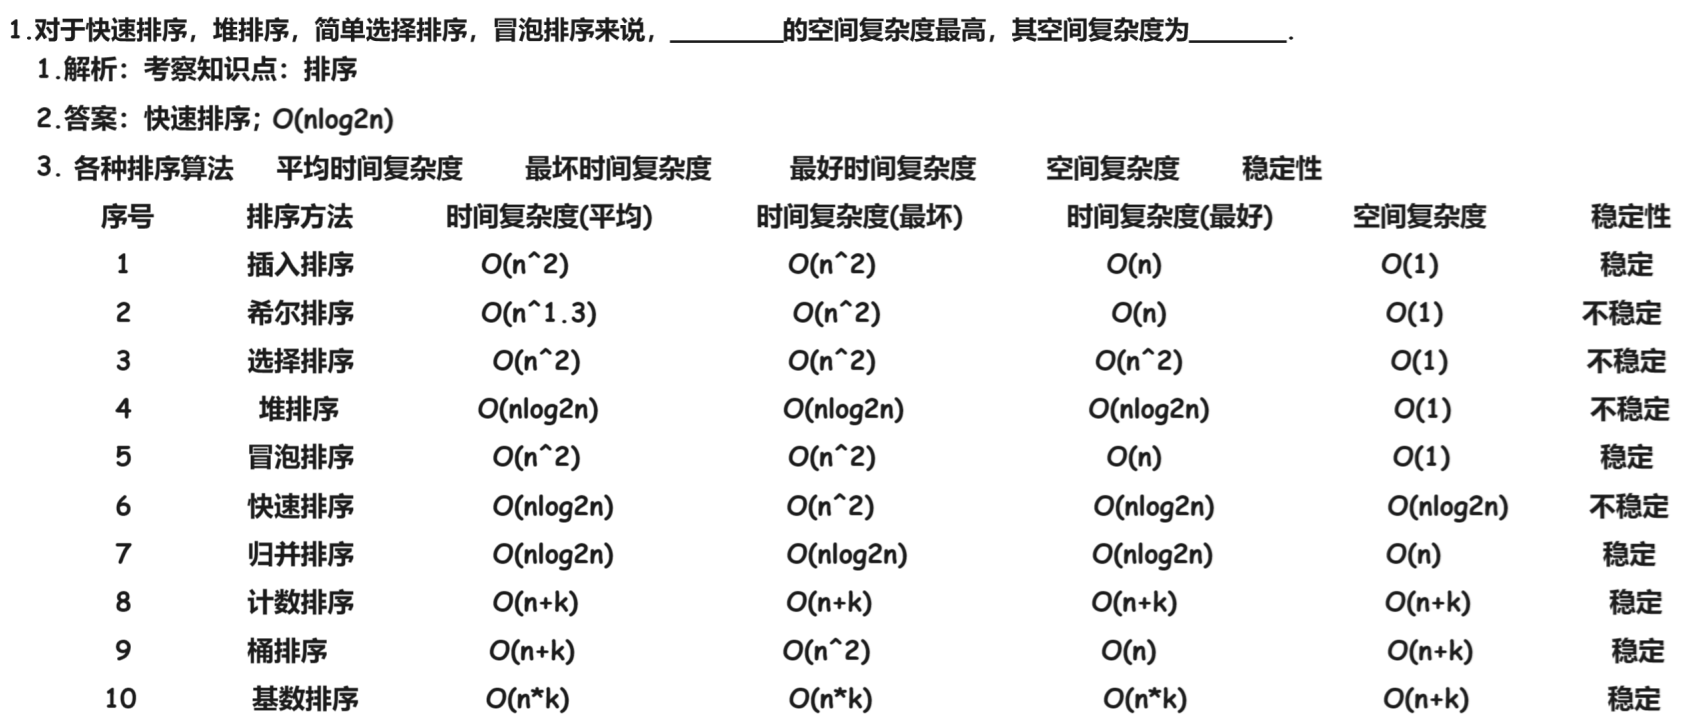 1.对于快速排序，堆排序，简单选择排序，冒泡排序来说，________的空间复杂度最高，其空间复杂度为_______.
1.解析：考察知识点：排序
2.答案：快速排序；O(nlog2n)
3. 各种排序算法 平均时间复杂度 最坏时间复杂度 最好时间复杂度 空间复杂度 稳定性
序号 排序方法 时间复杂度(平均) 时间复杂度(最坏) 时间复杂度(最好) 空间复杂度 稳定性
1 插入排序 O(n^2) O(n^2) O(n) O(1) 稳定
2 希尔排序 O(n^1.3) O(n^2) O(n) O(1) 不稳定
3 选择排序 O(n^2) O(n^2) O(n^2) O(1) 不稳定
4 堆排序 O(nlog2n) O(nlog2n) O(nlog2n) O(1) 不稳定
5 冒泡排序 O(n^2) O(n^2) O(n) O(1) 稳定
6 快速排序 O(nlog2n) O(n^2) O(nlog2n) O(nlog2n) 不稳定
7 归并排序 O(nlog2n) O(nlog2n) O(nlog2n) O(n) 稳定
8 计数排序 O(n+k) O(n+k) O(n+k) O(n+k) 稳定
9 桶排序 O(n+k) O(n^2) O(n) O(n+k) 稳定
10 基数排序 O(n*k) O(n*k) O(n*k) O(n+k) 稳定